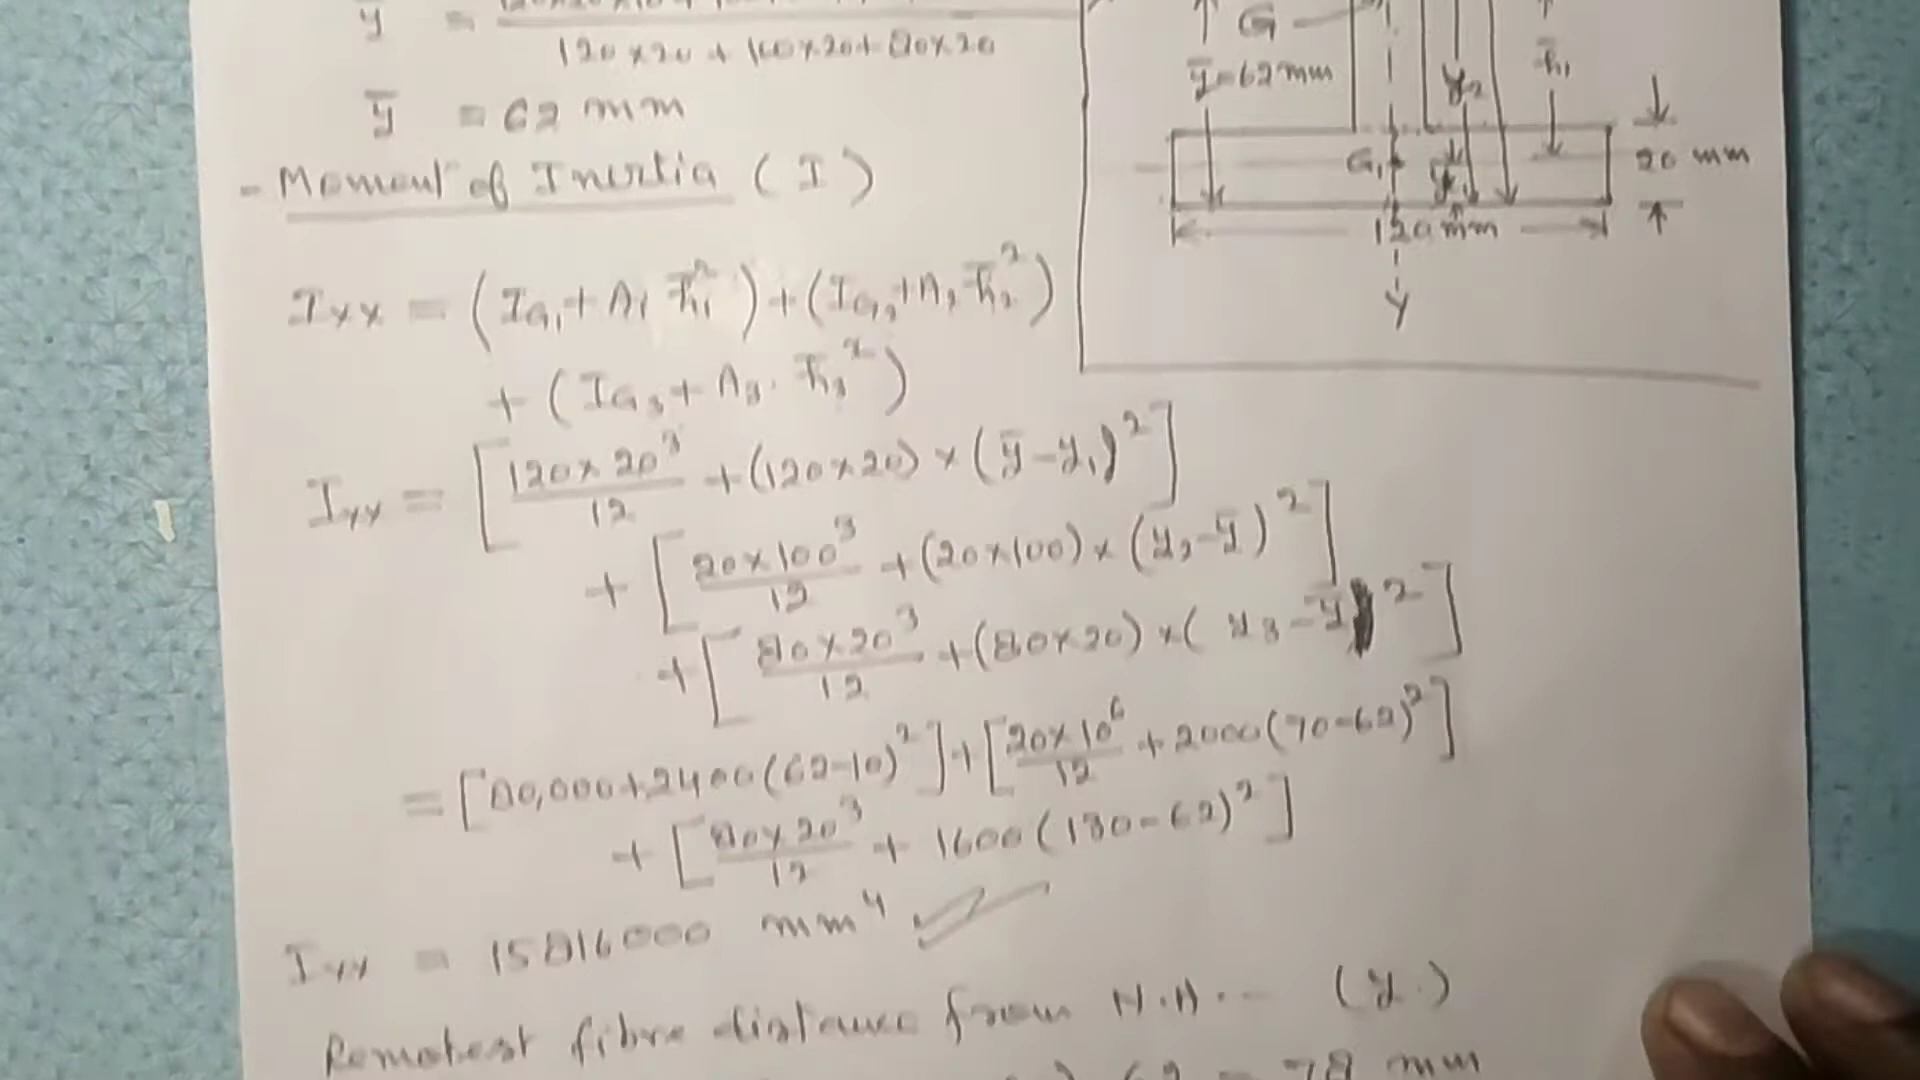 ȳ =
120×20 + 100×20 + 80×20
ȳ = 62 mm
- Moment of Inertia (I)
Ixx = (IG₁ + A₁ h̄₁²) + (IG₂ + A₂ h̄₂²)
+ (IG₃ + A₃ . h̄₃²)
Ixx = [120×20³/12 + (120×20) × (ȳ - y₁)²]
+ [20×100³/12 + (20×100) × (y₂ - ȳ)²]
+ [80×20³/12 + (80×20) × (y₃ - ȳ)²]
= [80,000 + 2400 (62-10)²] + [20×10⁶/12 + 2000 (70-62)²]
+ [80×20³/12 + 1600 (130-62)²]
Ixx = 15816000 mm⁴
Remotest fibre distance from N.A. - (y.)
62 = 78 mm
G
ȳ=62mm
y₂
h̄₁
G₁
y₁
20 mm
120 mm
Y